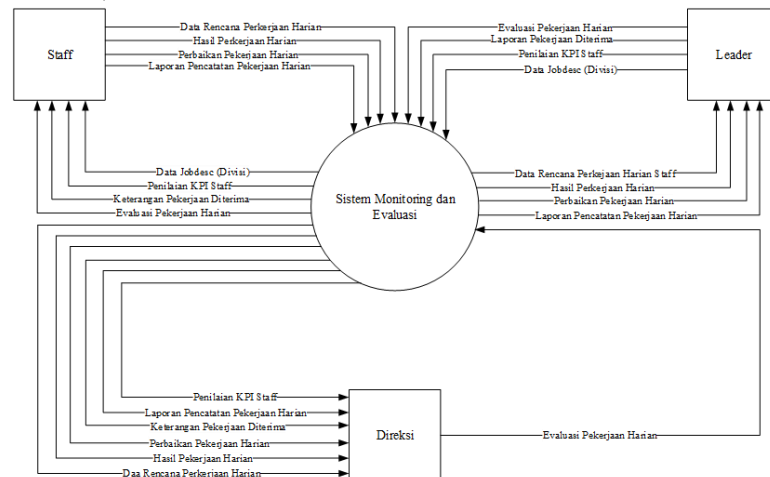 Data Rencana Perkerjaan Harian
Hasil Perkerjaan Harian
Perbaikan Pekerjaan Harian
Laporan Pencatatan Pekerjaan Harian
Staff
Evaluasi Pekerjaan Harian
Laporan Pekerjaan Diterima
Penilaian KPI Staff
Data Jobdesc (Divisi)
Leader
Data Jobdesc (Divisi)
Penilaian KPI Staff
Keterangan Pekerjaan Diterima
Evaluasi Pekerjaan Harian
Sistem Monitoring dan
Evaluasi
Data Rencana Perkejaan Harian Staff
Hasil Perkerjaan Harian
Perbaikan Pekerjaan Harian
Laporan Pencatatan Pekerjaan Harian
Penilaian KPI Staff
Laporan Pencatatan Pekerjaan Harian
Keterangan Pekerjaan Diterima
Perbaikan Pekerjaan Harian
Hasil Perkerjaan Harian
Daa Rencana Perkerjaan Harian
Direksi
Evaluasi Pekerjaan Harian